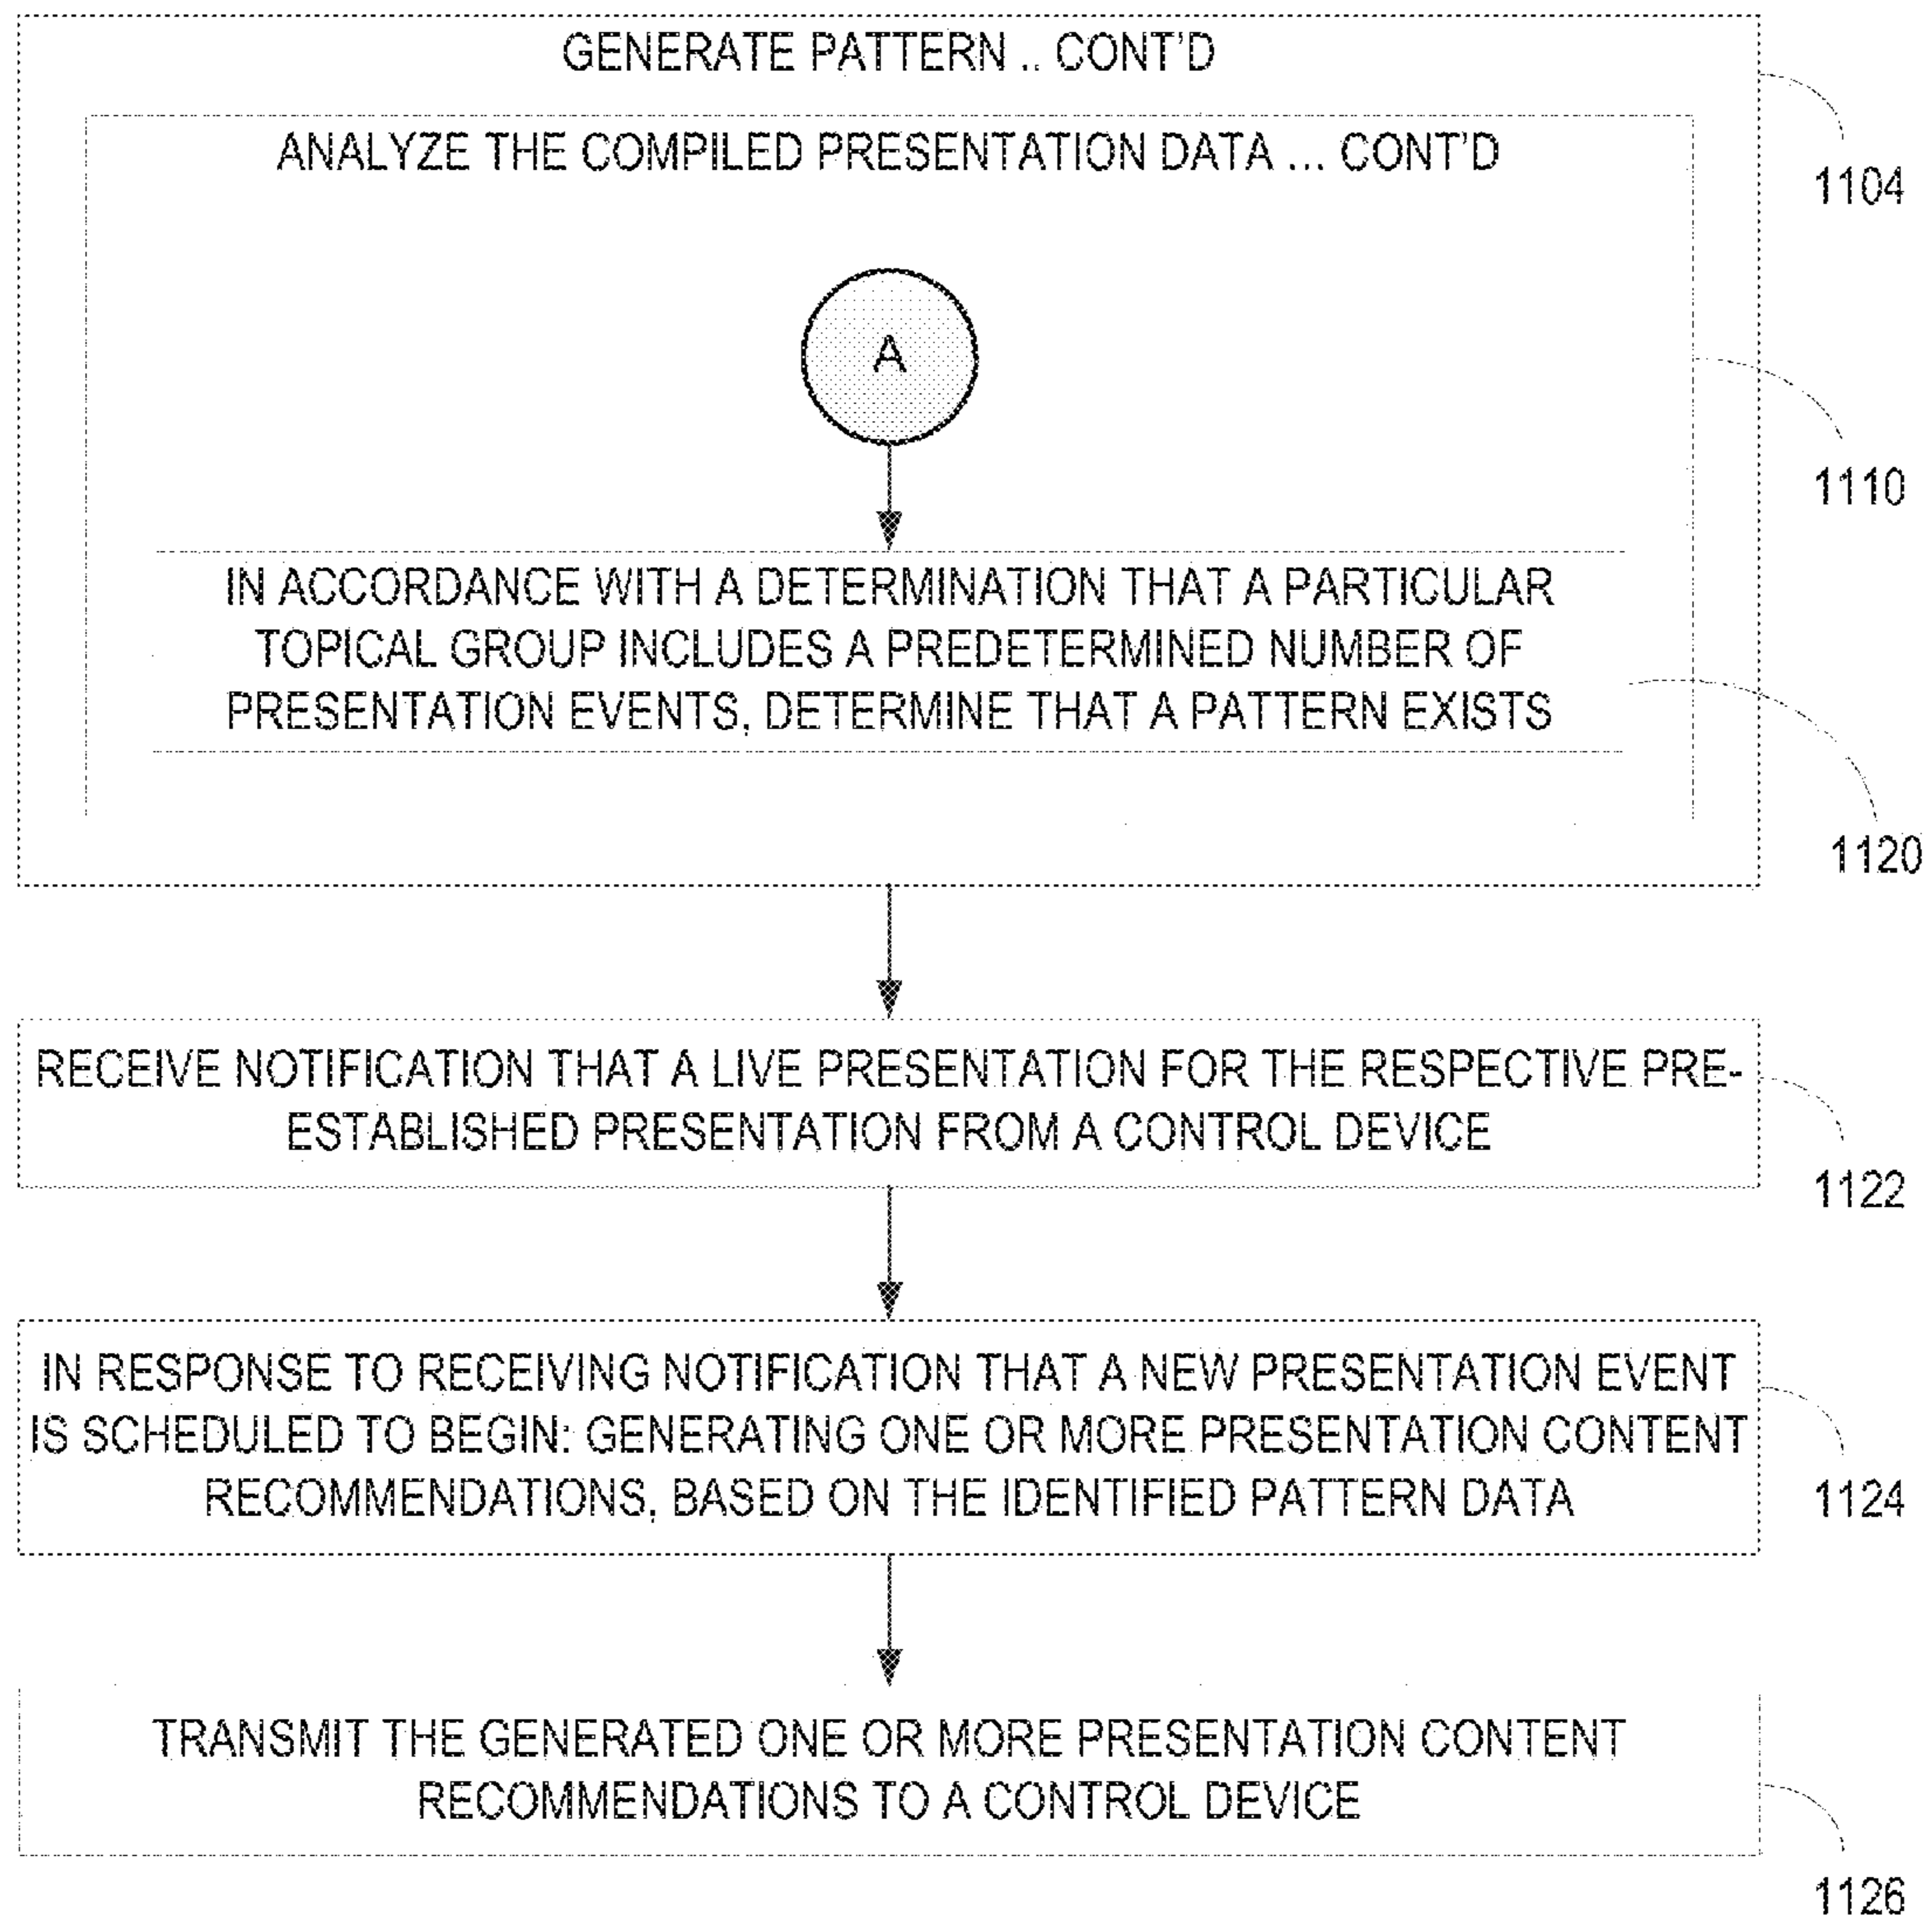 GENERATE PATTERN .. CONT'D
1104
ANALYZE THE COMPILED PRESENTATION DATA ... CONT'D
A
1110
IN ACCORDANCE WITH A DETERMINATION THAT A PARTICULAR
TOPICAL GROUP INCLUDES A PREDETERMINED NUMBER OF
PRESENTATION EVENTS, DETERMINE THAT A PATTERN EXISTS
1120
RECEIVE NOTIFICATION THAT A LIVE PRESENTATION FOR THE RESPECTIVE PRE-
ESTABLISHED PRESENTATION FROM A CONTROL DEVICE
1122
IN RESPONSE TO RECEIVING NOTIFICATION THAT A NEW PRESENTATION EVENT
IS SCHEDULED TO BEGIN: GENERATING ONE OR MORE PRESENTATION CONTENT
RECOMMENDATIONS, BASED ON THE IDENTIFIED PATTERN DATA
1124
TRANSMIT THE GENERATED ONE OR MORE PRESENTATION CONTENT
RECOMMENDATIONS TO A CONTROL DEVICE
1126